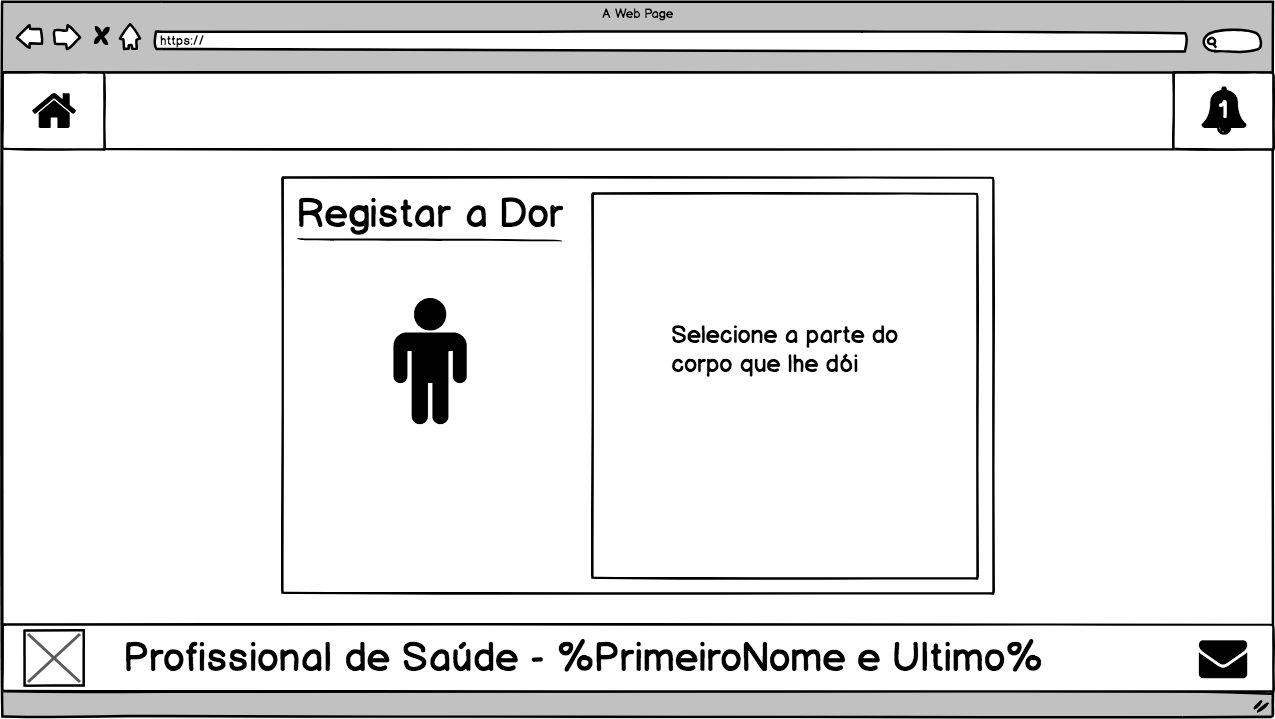 A Web Page
https://
1
Registar a Dor
Selecione a parte do
corpo que lhe dói
Profissional de Saúde - %PrimeiroNome e Ultimo%